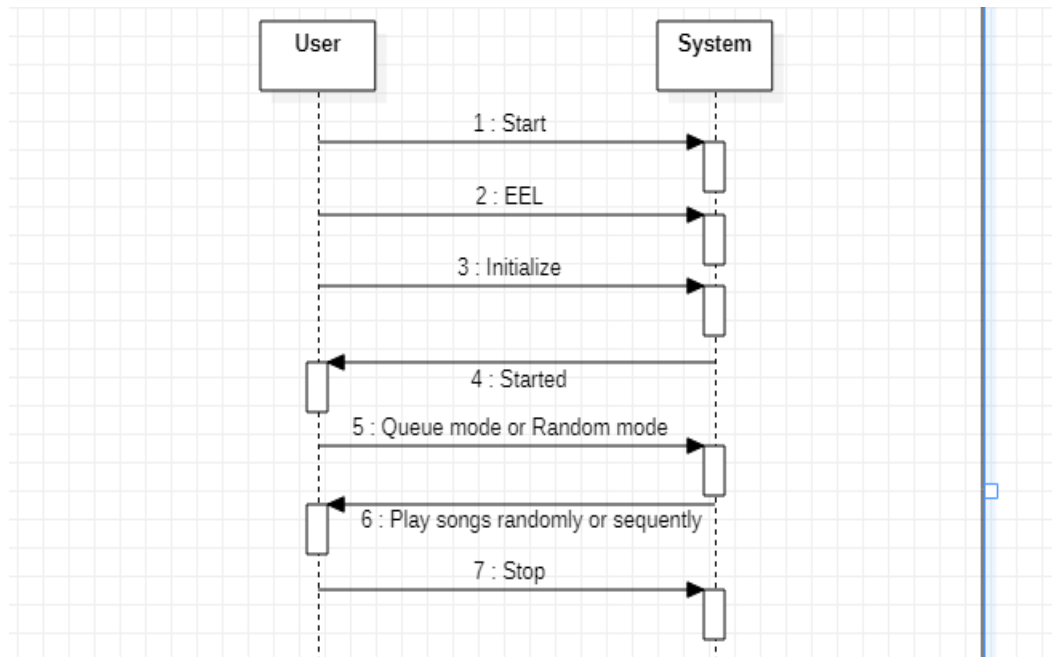 User
System
1 : Start
2 : EEL
3 : Initialize
4 : Started
5 : Queue mode or Random mode
6 : Play songs randomly or sequently
7 : Stop